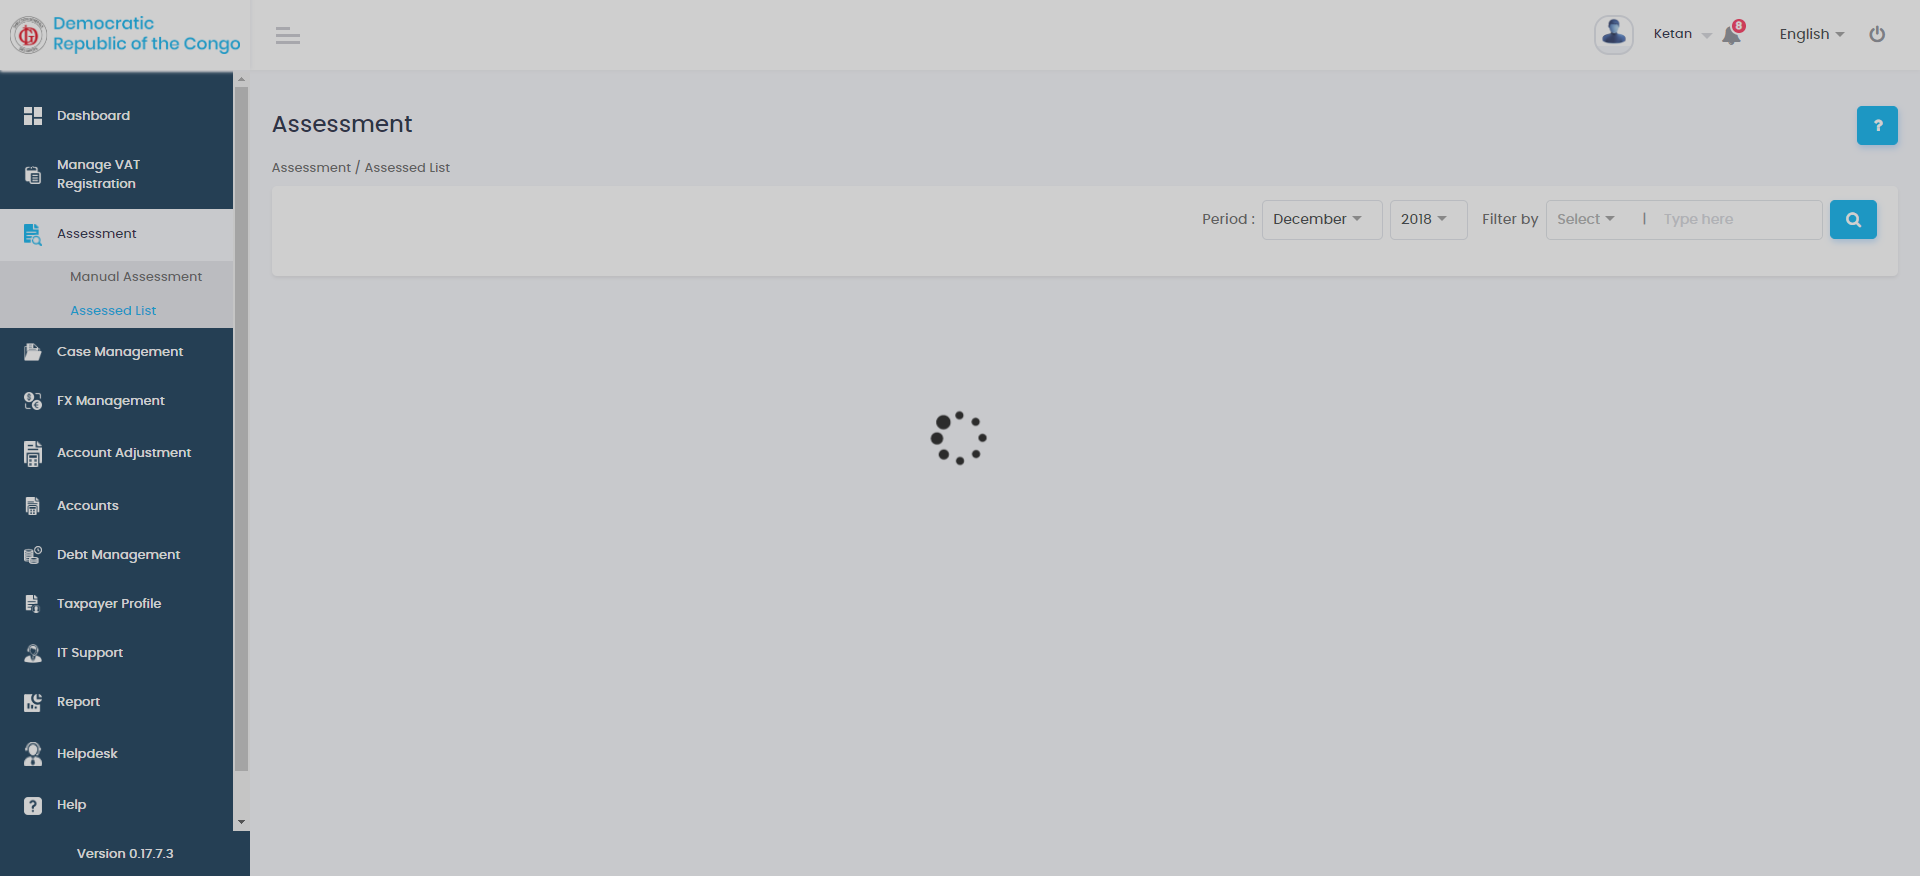 Democratic
Republic of the Congo
Ketan
8
English
Dashboard
Manage VAT
Registration
Assessment
Manual Assessment
Assessed List
Case Management
FX Management
Account Adjustment
Accounts
Debt Management
Taxpayer Profile
IT Support
Report
Helpdesk
Help
Version 0.17.7.3
Assessment
?
Assessment / Assessed List
Period : December 2018 Filter by Select | Type here